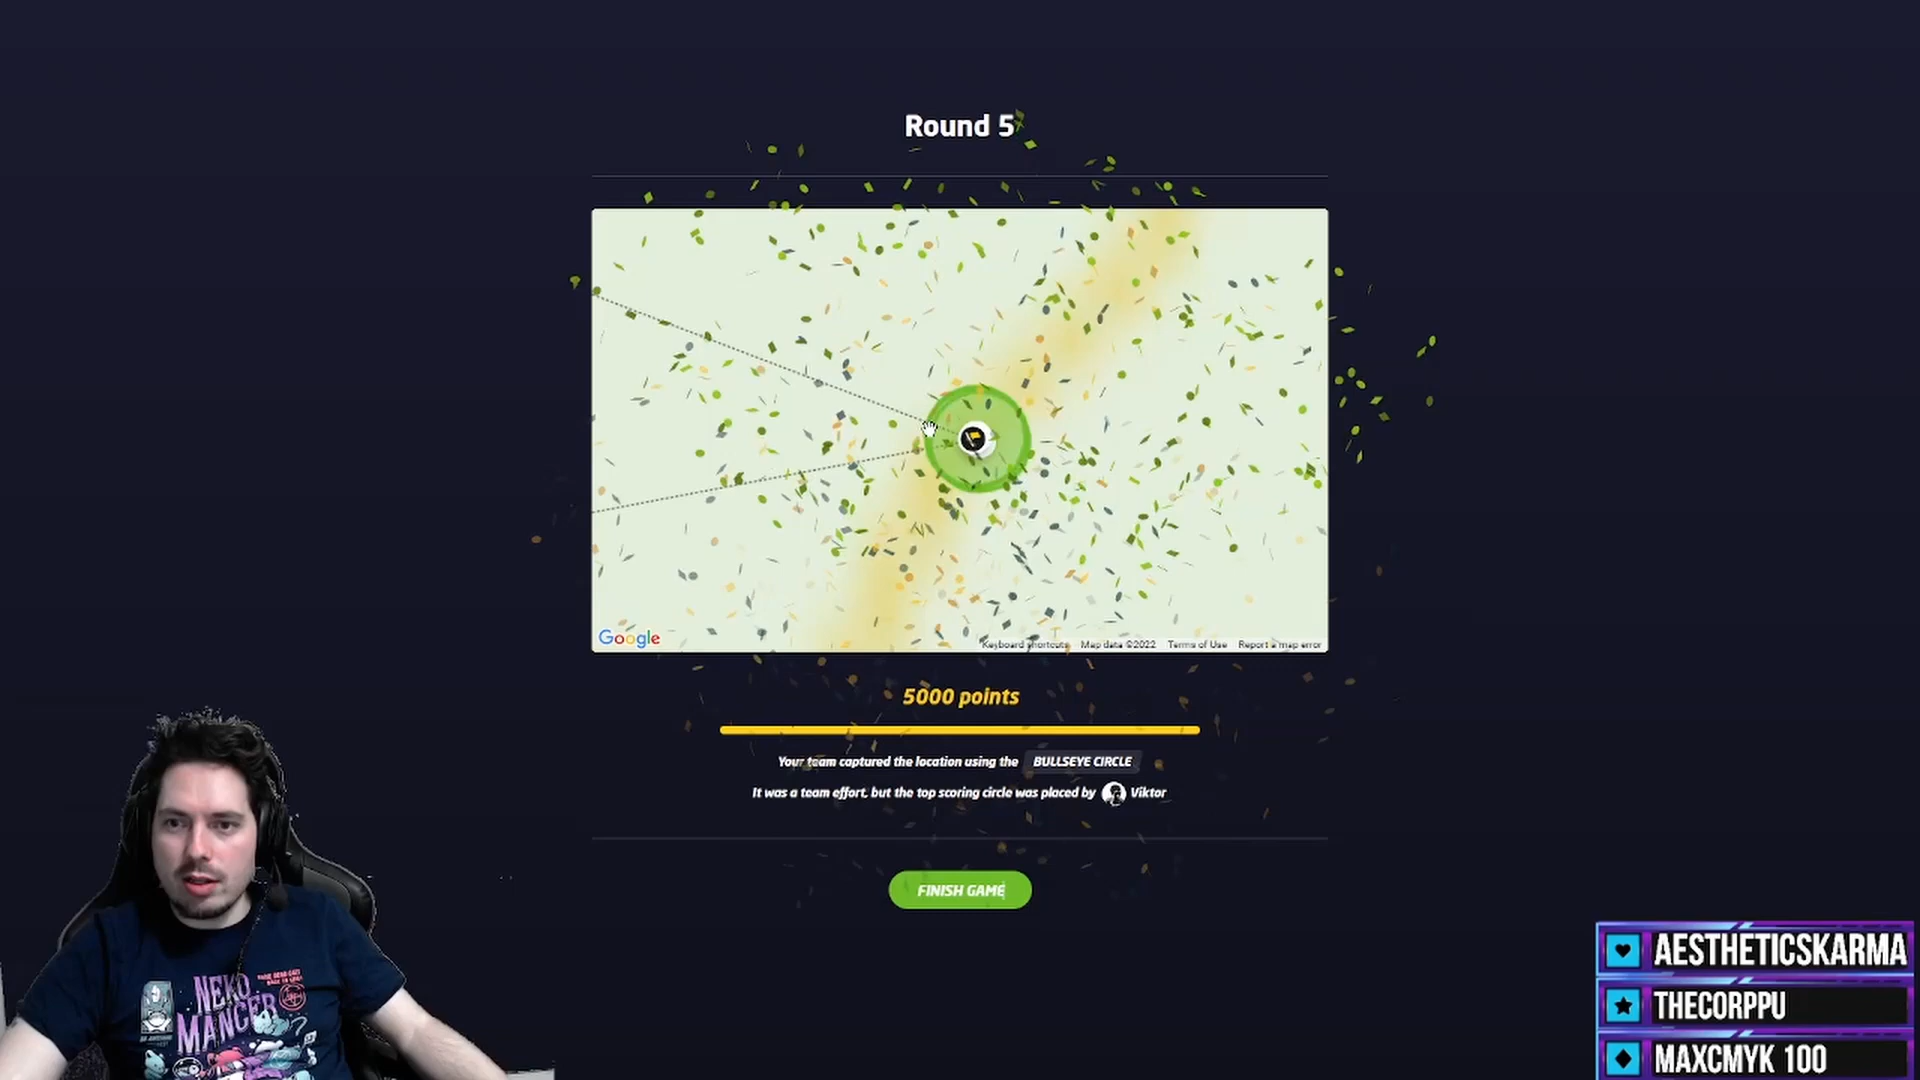 Round 5
Google
Keyboard shortcuts Map data ©2022 Terms of Use Report a map error
5000 points
Your team captured the location using the BULLSEYE CIRCLE
It was a team effort, but the top scoring circle was placed by Viktor
FINISH GAME
NEKO
MANCER
AESTHETICSKARMA
THECORPPU
MAXCMYK 100